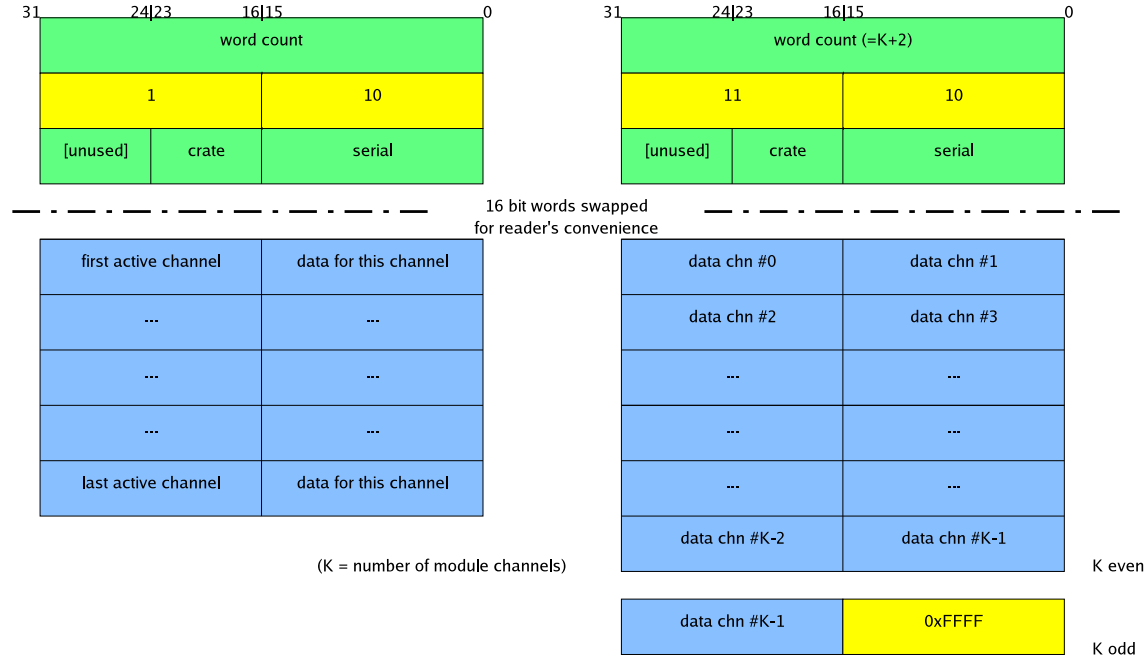 31 24|23 16|15 0
word count
1 10
[unused] crate serial
31 24|23 16|15 0
word count (=K+2)
11 10
[unused] crate serial
16 bit words swapped
for reader's convenience
first active channel data for this channel
--- ---
--- ---
--- ---
last active channel data for this channel
(K = number of module channels)
data chn #0 data chn #1
data chn #2 data chn #3
--- ---
--- ---
--- ---
data chn #K-2 data chn #K-1
K even
data chn #K-1 0xFFFF
K odd